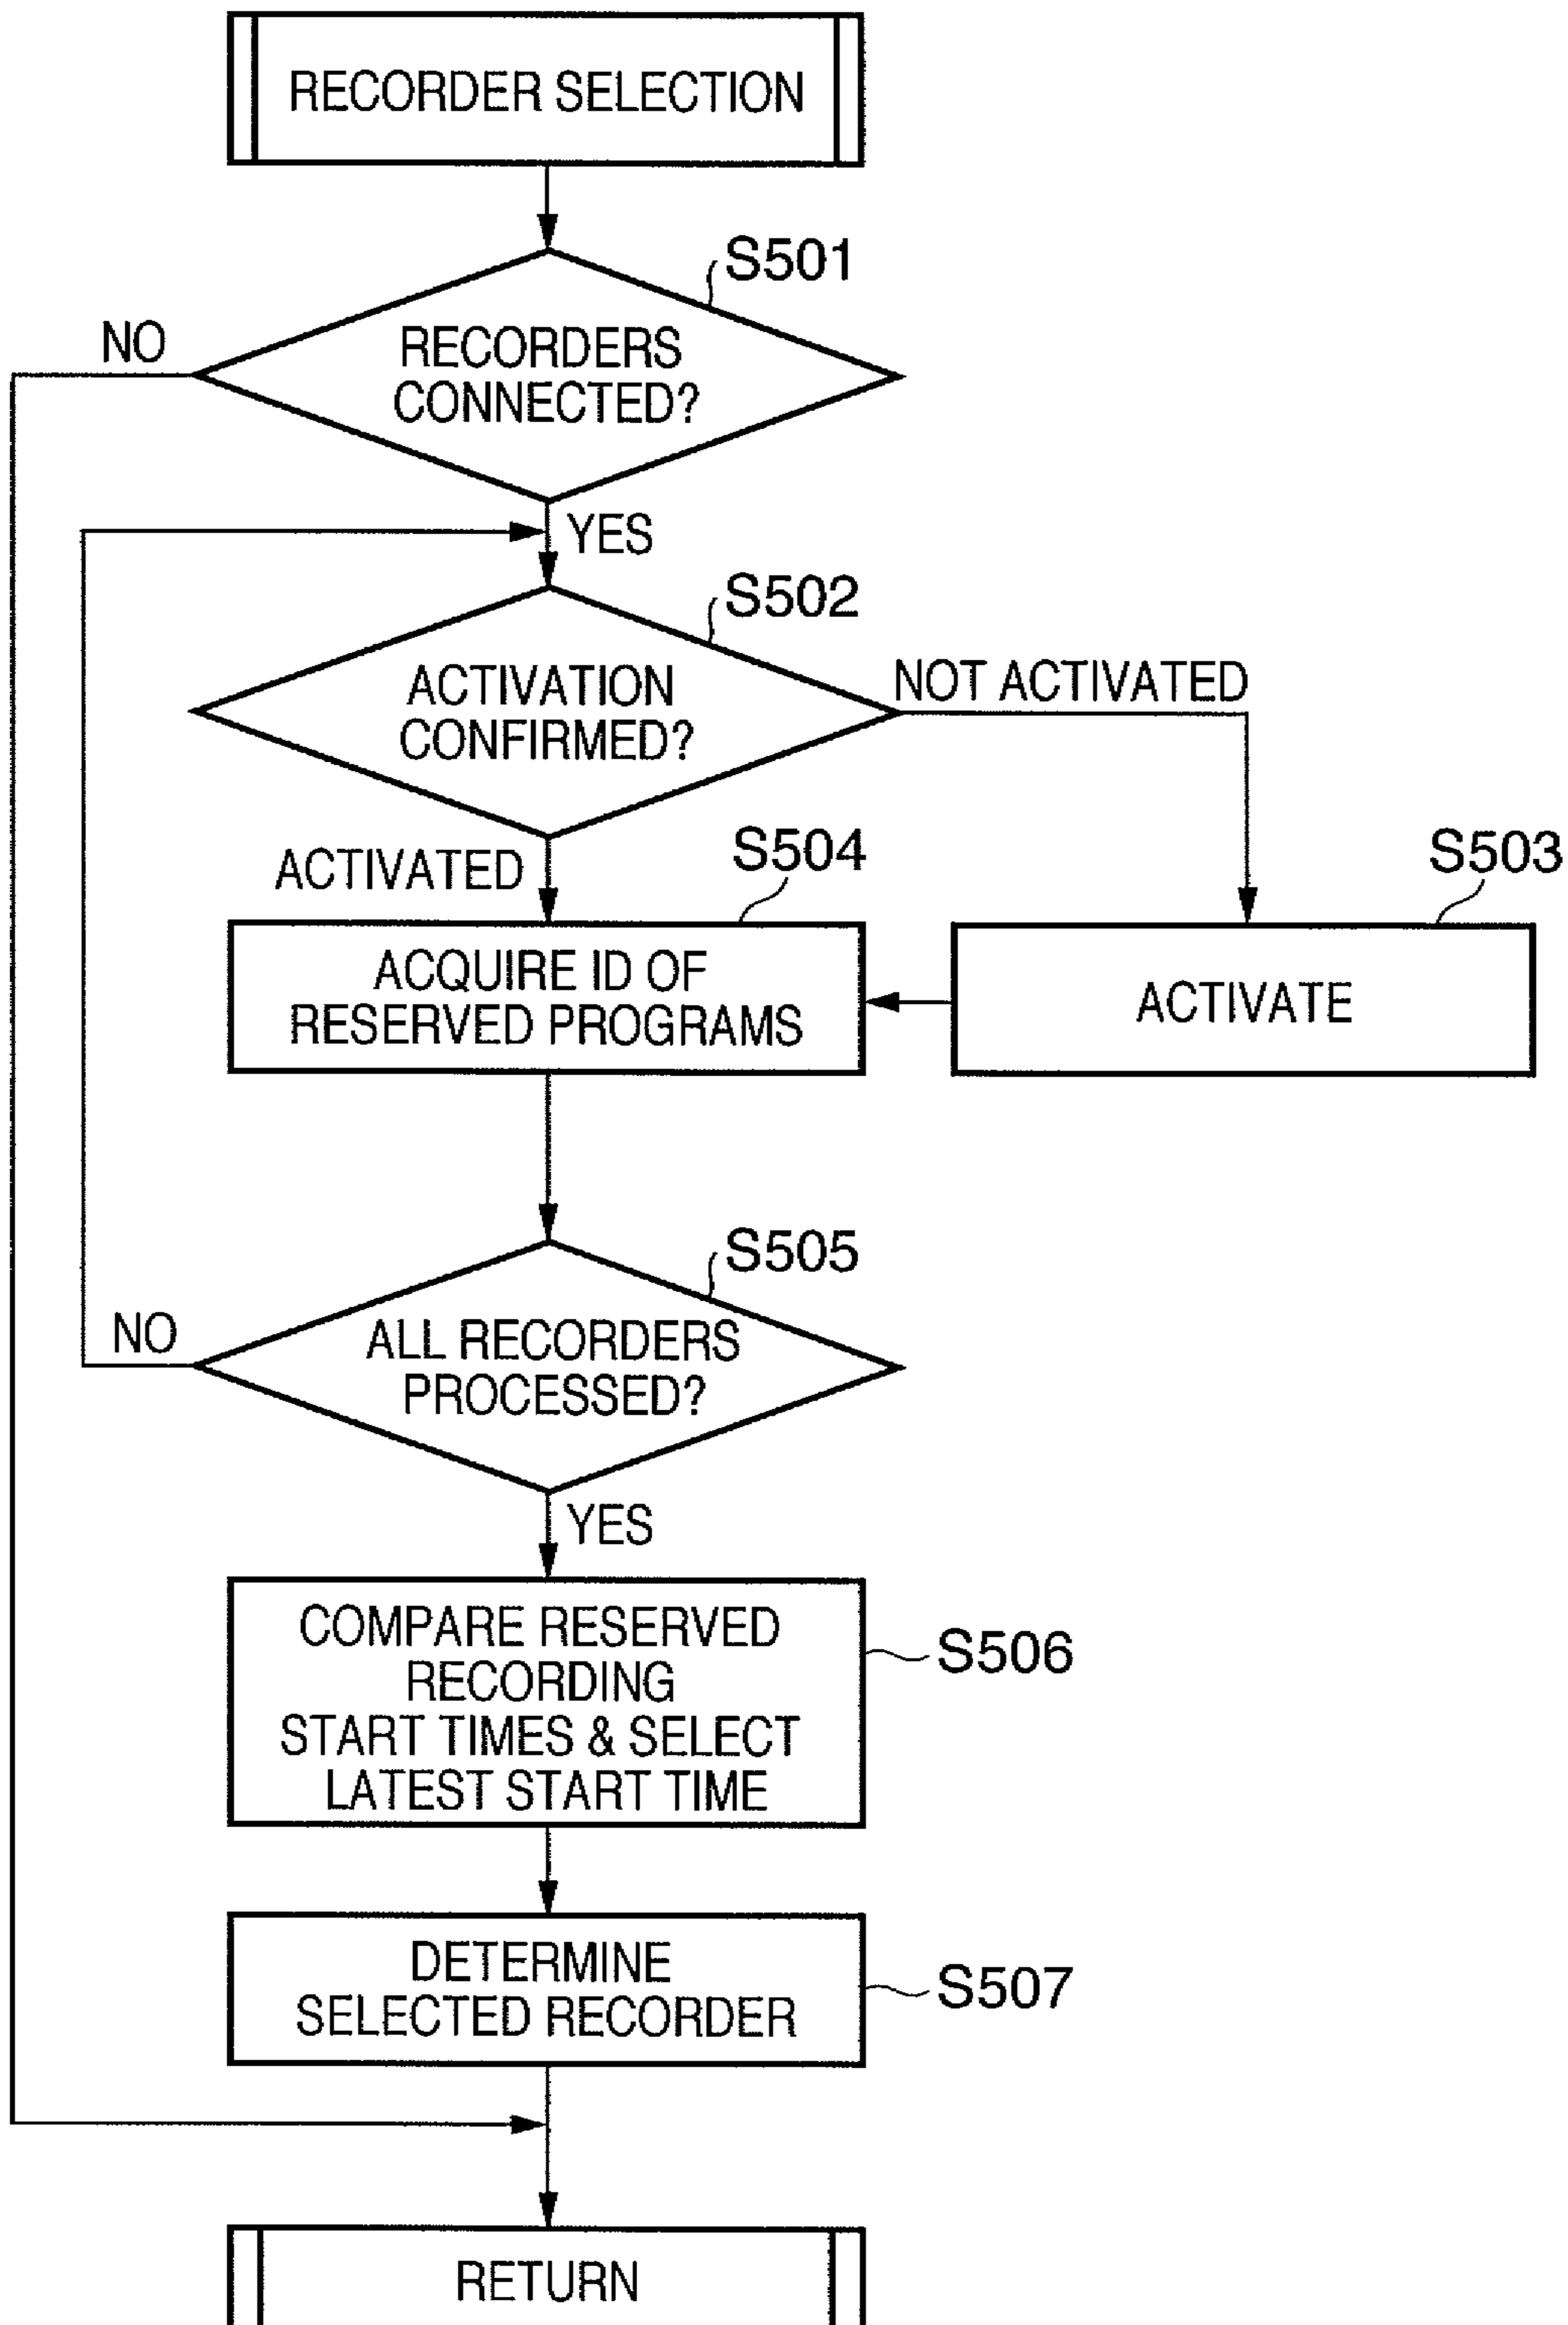 RECORDER SELECTION
S501
NO
RECORDERS
CONNECTED?
YES
S502
ACTIVATION
CONFIRMED?
NOT ACTIVATED
ACTIVATED
S504
S503
ACQUIRE ID OF
RESERVED PROGRAMS
ACTIVATE
S505
NO
ALL RECORDERS
PROCESSED?
YES
COMPARE RESERVED
RECORDING
START TIMES & SELECT
LATEST START TIME
S506
DETERMINE
SELECTED RECORDER
S507
RETURN